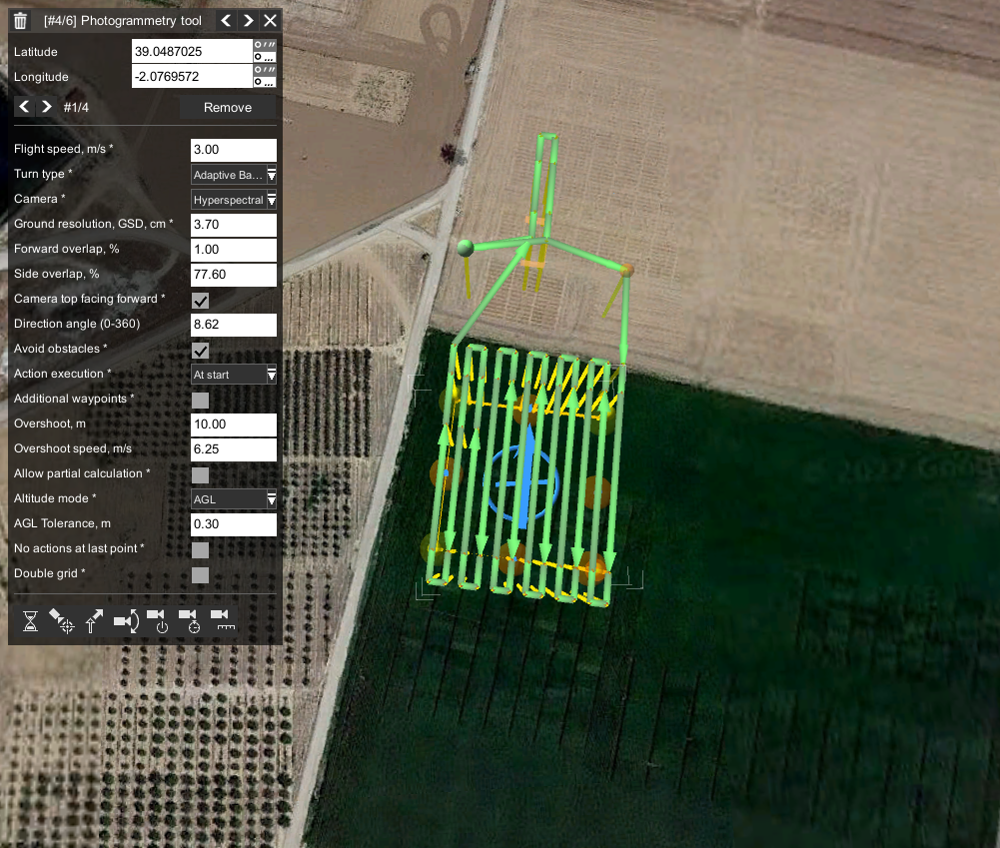 [#4/6] Photogrammetry tool
Latitude 39.0487025
Longitude -2.0769572
#1/4 Remove
Flight speed, m/s * 3.00
Turn type * Adaptive Ba...
Camera * Hyperspectral
Ground resolution, GSD, cm * 3.70
Forward overlap, % 1.00
Side overlap, % 77.60
Camera top facing forward *
Direction angle (0-360) 8.62
Avoid obstacles *
Action execution * At start
Additional waypoints *
Overshoot, m 10.00
Overshoot speed, m/s 6.25
Allow partial calculation *
Altitude mode * AGL
AGL Tolerance, m 0.30
No actions at last point *
Double grid *